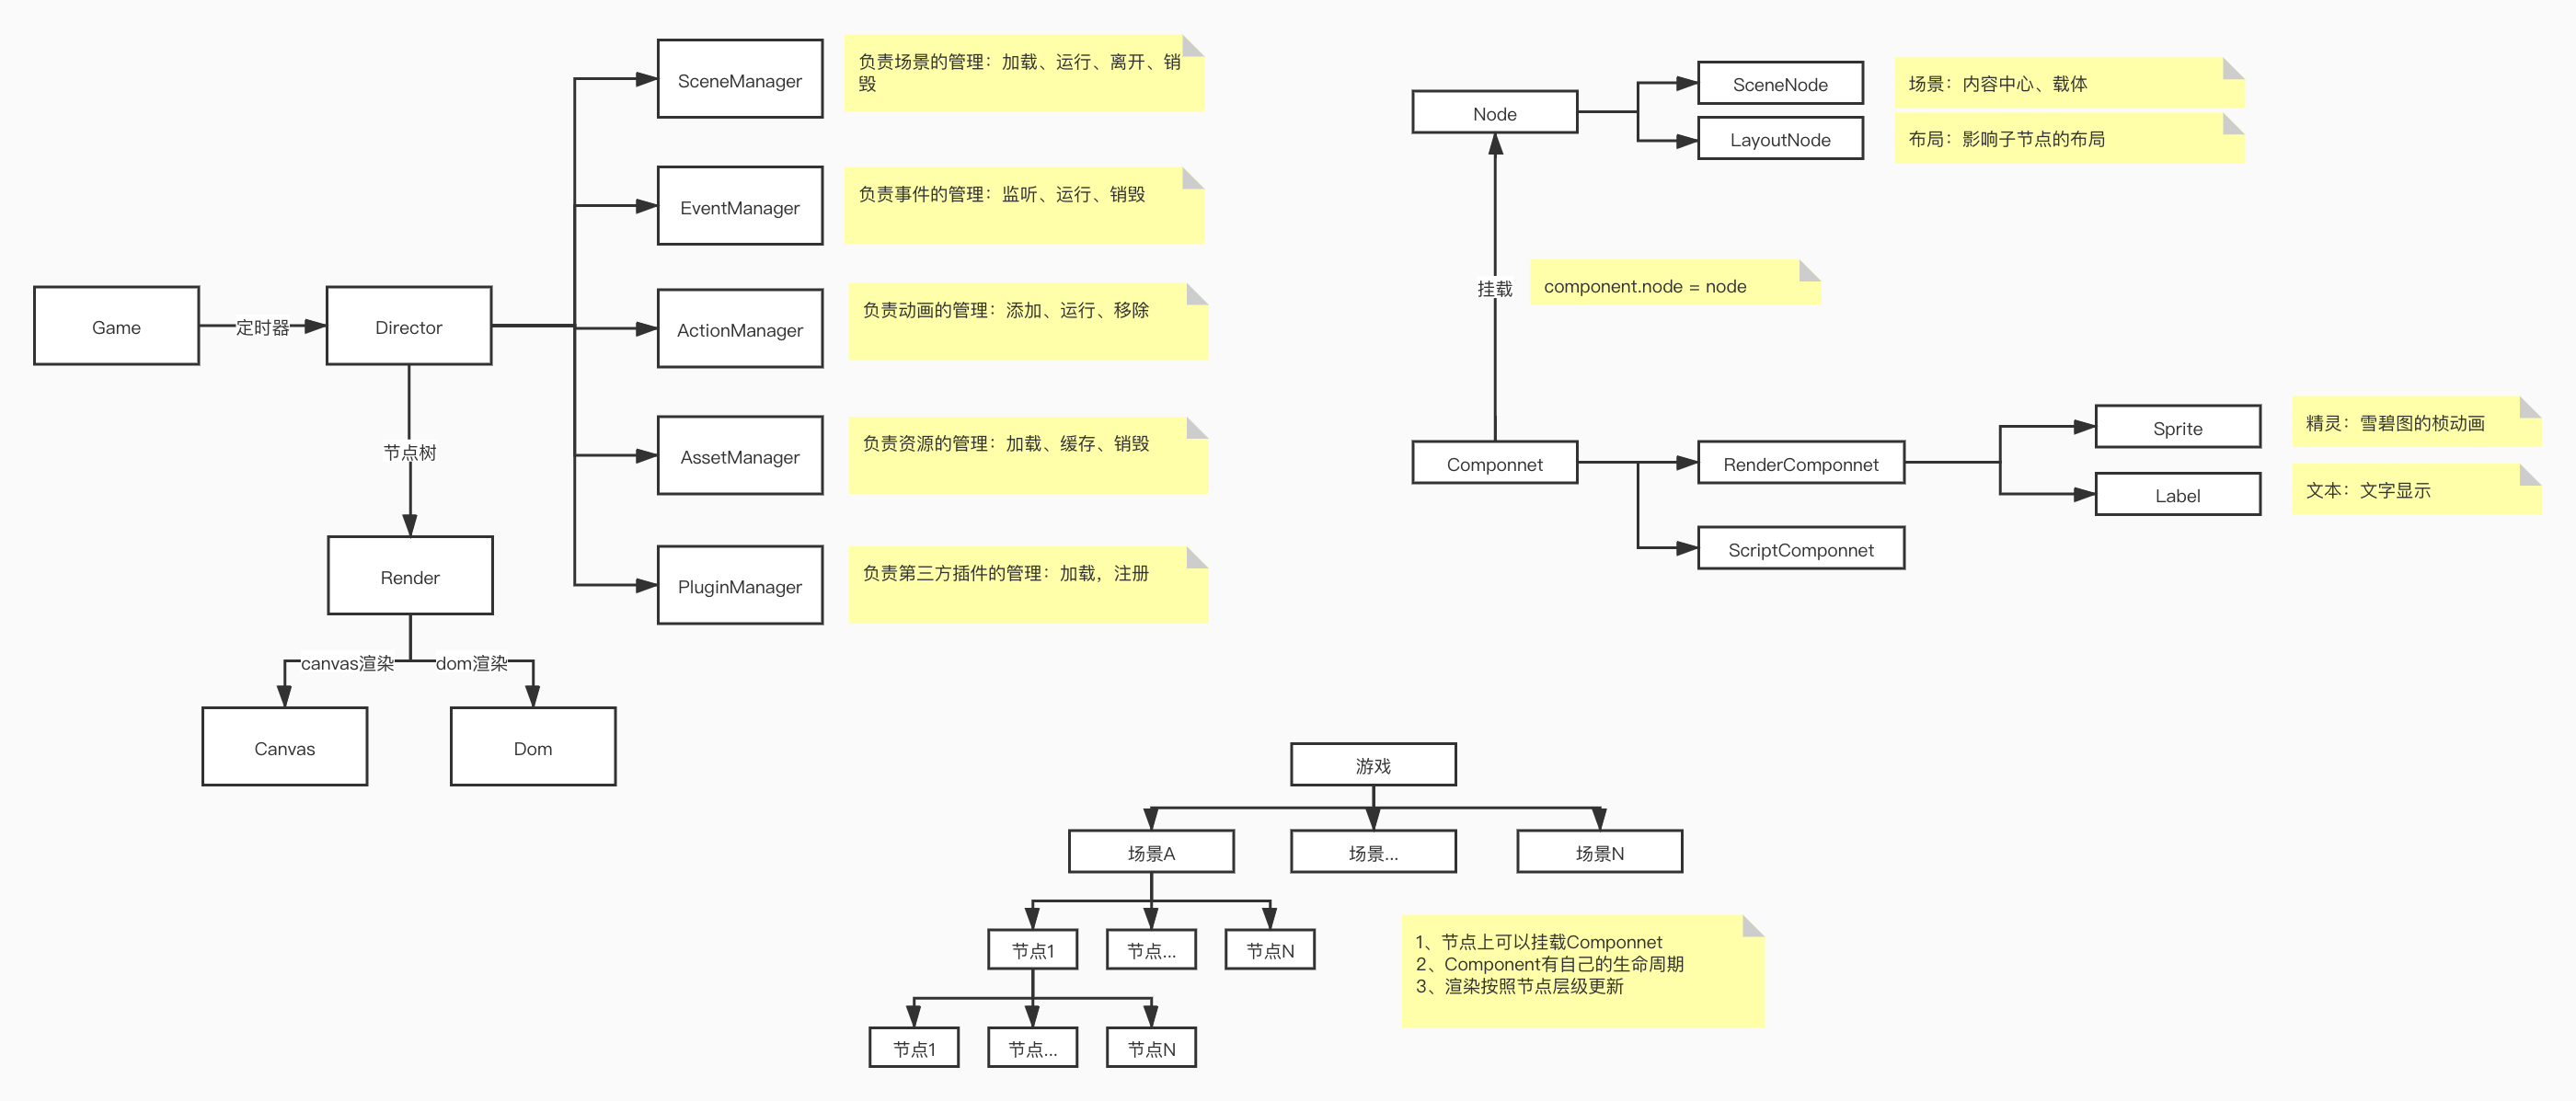 SceneManager
负责场景的管理：加载、运行、离开、销
毁
EventManager
负责事件的管理：监听、运行、销毁
Game
定时器
Director
ActionManager
负责动画的管理：添加、运行、移除
节点树
AssetManager
负责资源的管理：加载、缓存、销毁
Render
PluginManager
负责第三方插件的管理：加载，注册
canvas渲染
dom渲染
Canvas
Dom
Node
SceneNode
场景：内容中心、载体
LayoutNode
布局：影响子节点的布局
挂载
component.node = node
Componnet
RenderComponnet
Sprite
精灵：雪碧图的桢动画
Label
文本：文字显示
ScriptComponnet
游戏
场景A
场景...
场景N
节点1
节点...
节点N
节点1
节点...
节点N
1、节点上可以挂载Componnet
2、Component有自己的生命周期
3、渲染按照节点层级更新